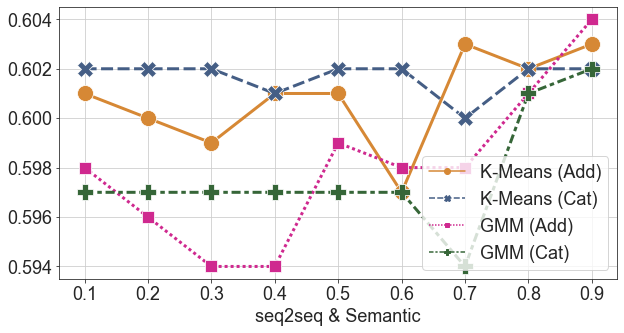 0.604
0.602
0.600
0.598
0.596
0.594
K-Means (Add)
K-Means (Cat)
GMM (Add)
GMM (Cat)
0.1 0.2 0.3 0.4 0.5 0.6 0.7 0.8 0.9
seq2seq & Semantic